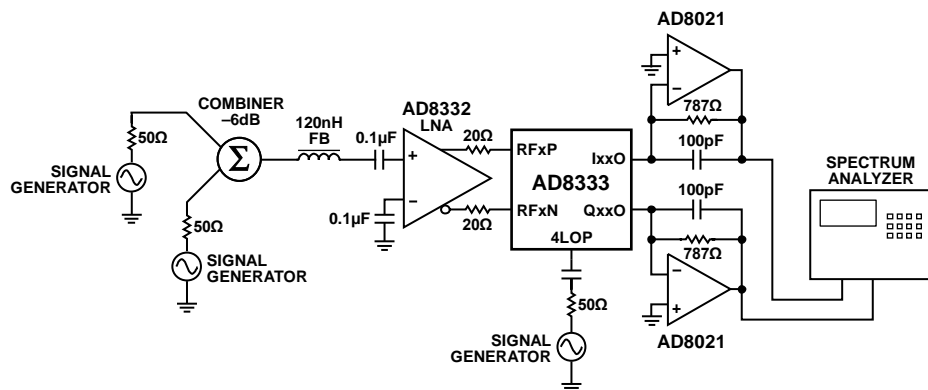 50Ω
SIGNAL
GENERATOR
50Ω
SIGNAL
GENERATOR
COMBINER
–6dB
Σ
120nH
FB
0.1µF
0.1µF
AD8332
LNA
+
–
20Ω
20Ω
RFxP
IxxO
AD8333
RFxN
QxxO
4LOP
50Ω
SIGNAL
GENERATOR
AD8021
+
–
787Ω
100pF
100pF
787Ω
–
+
AD8021
SPECTRUM
ANALYZER